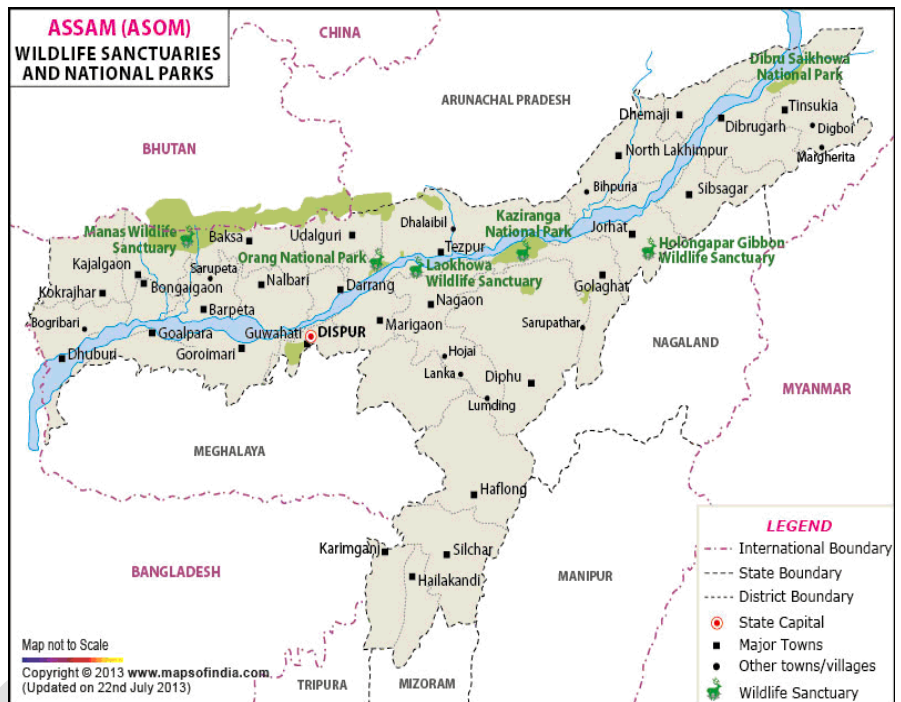 ASSAM (ASOM)
WILDLIFE SANCTUARIES
AND NATIONAL PARKS
CHINA
Dibru Saikhowa
National Park
ARUNACHAL PRADESH
Dhemaji
Tinsukia
Dibrugarh
Digboi
BHUTAN
North Lakhimpur
Margherita
Bihpuria
Sibsagar
Kaziranga
National Park
Dhalaibil
Jorhat
Manas Wildlife
Sanctuary
Baksa
Udalguri
Holongapar Gibbon
Wildlife Sanctuary
Tezpur
Orang National Park
Laokhowa
Wildlife Sanctuary
Kajalgaon
Sarupeta
Bongaigaon
Nalbari
Darrang
Golaghat
Kokrajhar
Nagaon
Barpeta
Bogribari
Goalpara
Guwahati
DISPUR
Marigaon
Sarupathar
Dhuburi
Goroimari
Hojai
NAGALAND
Lanka
Diphu
MYANMAR
Lumding
MEGHALAYA
Haflong
Karimganj
Silchar
BANGLADESH
Hailakandi
MANIPUR
TRIPURA
MIZORAM
LEGEND
International Boundary
State Boundary
District Boundary
State Capital
Major Towns
Other towns/villages
Wildlife Sanctuary
Map not to Scale
Copyright © 2013 www.mapsofindia.com
(Updated on 22nd July 2013)